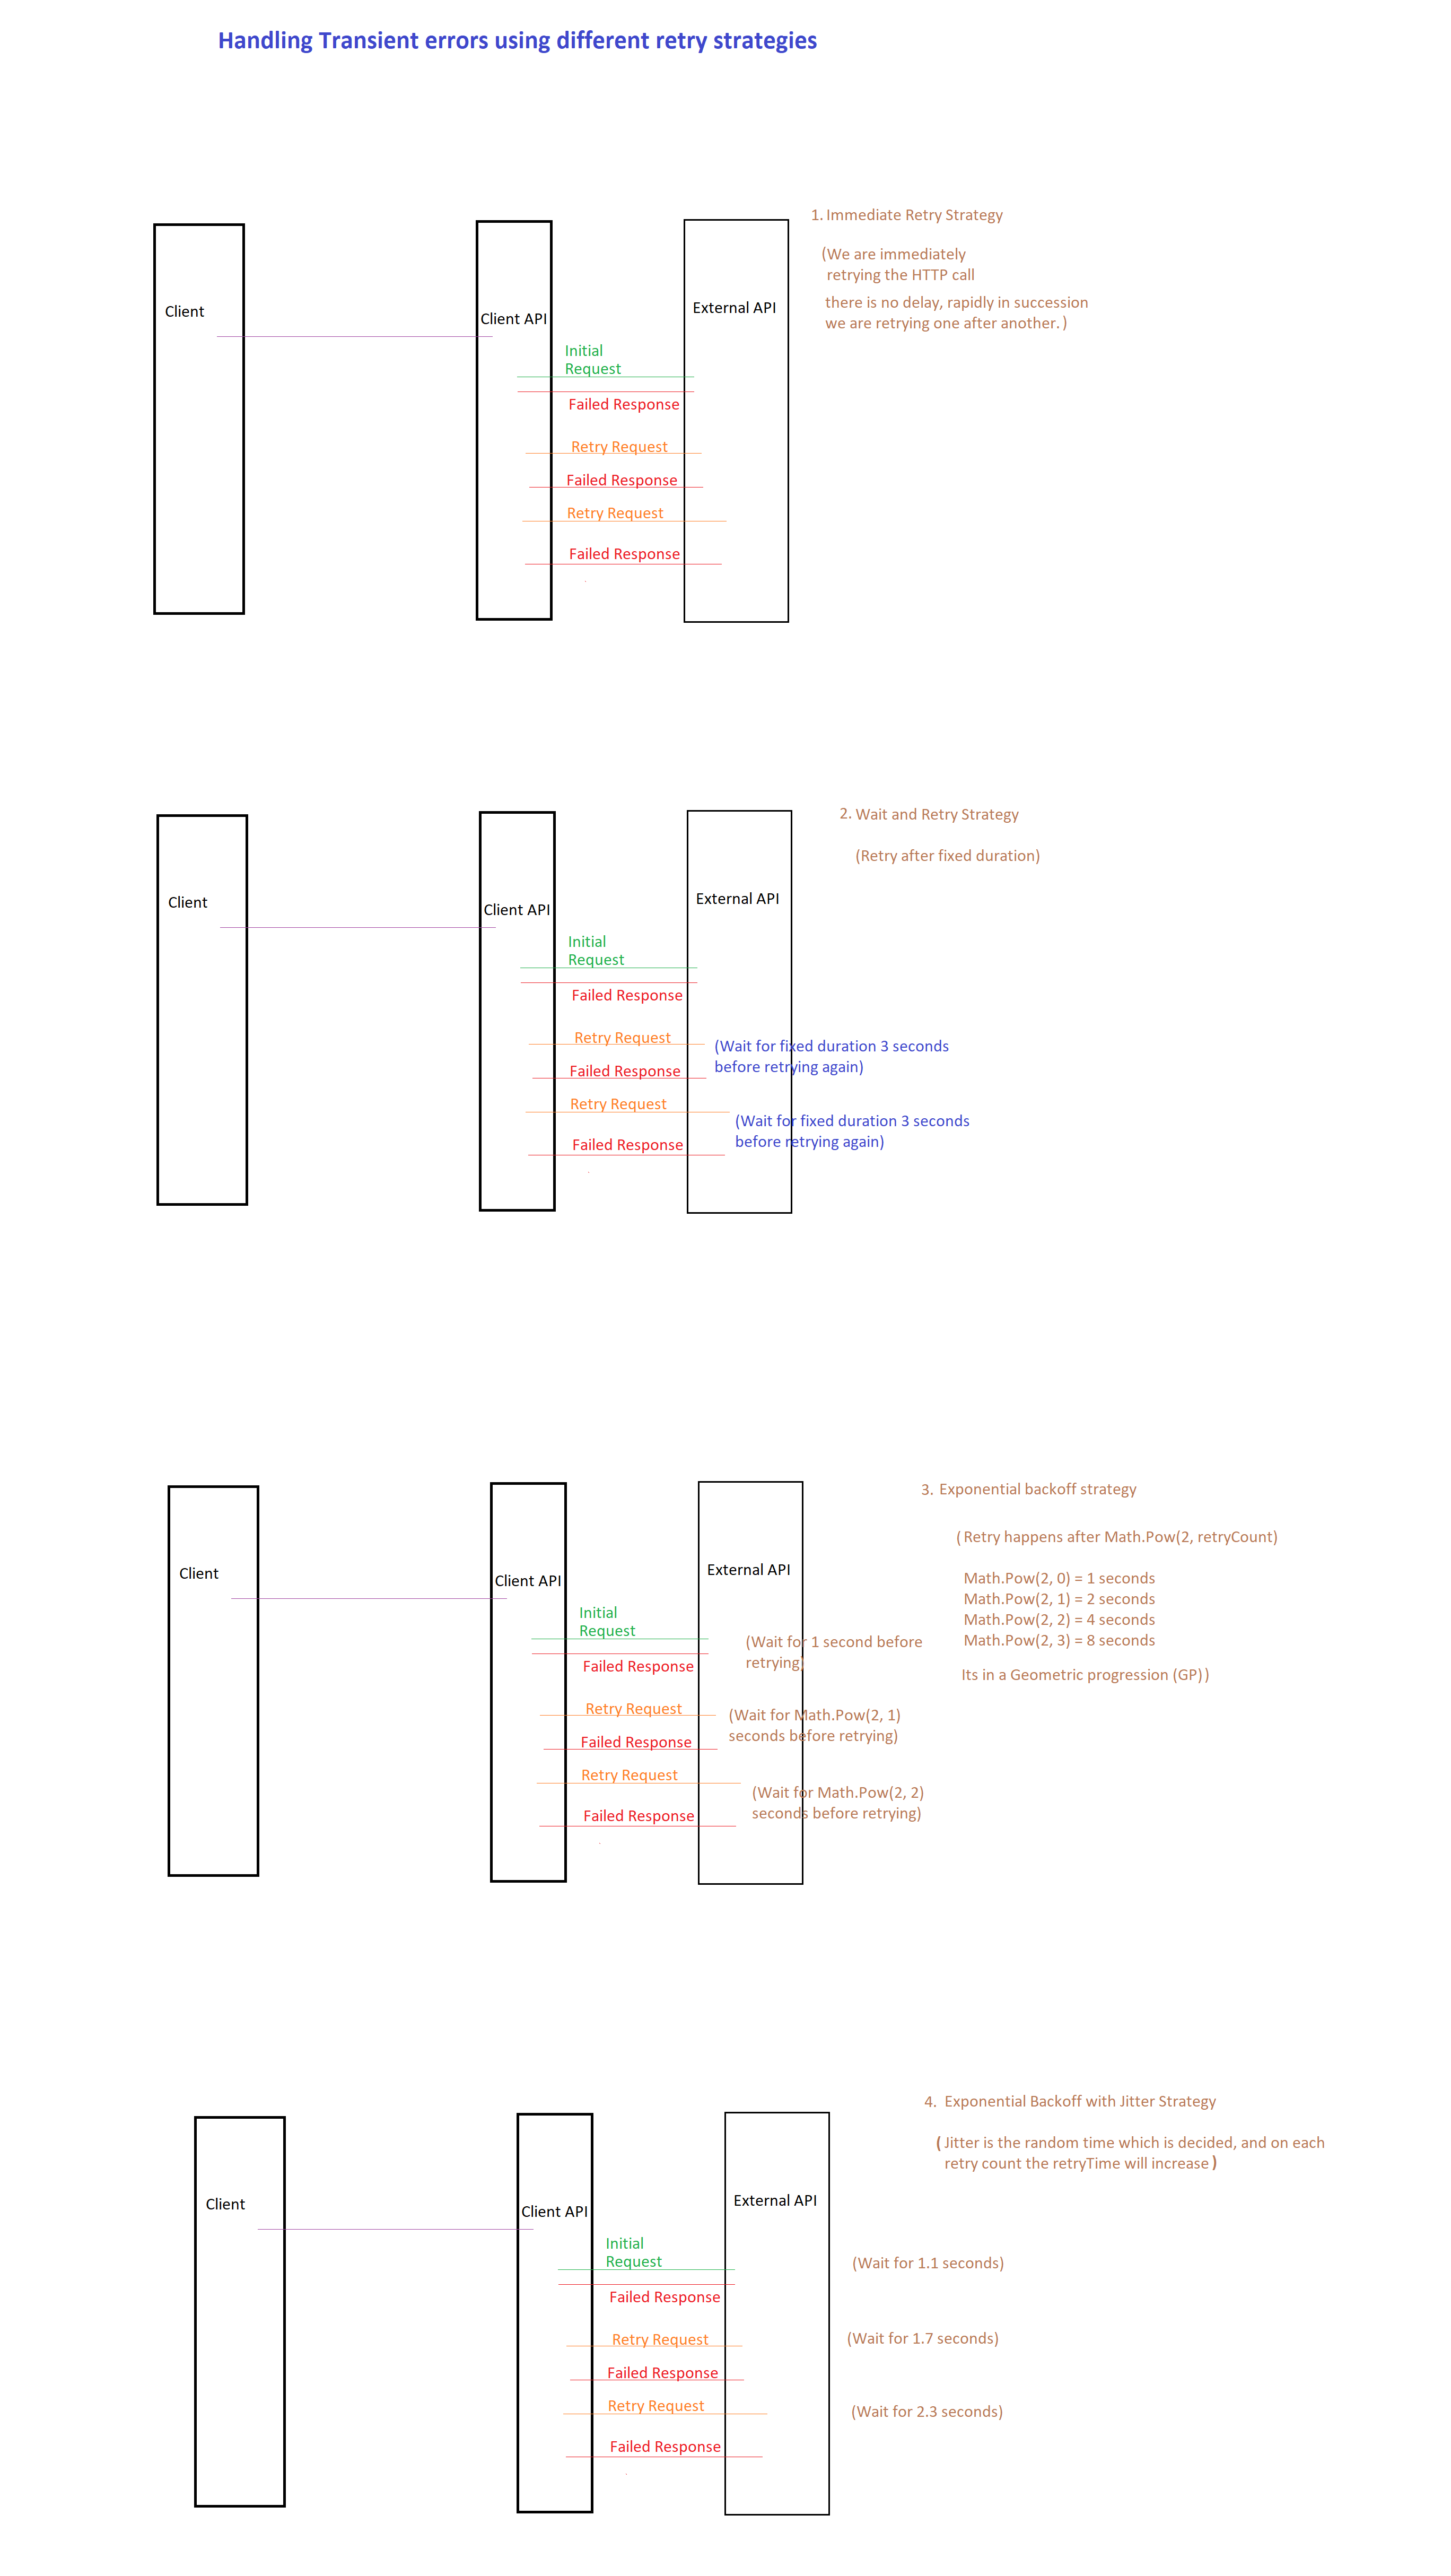 Handling Transient errors using different retry strategies
1. Immediate Retry Strategy
(We are immediately
retrying the HTTP call
there is no delay, rapidly in succession
we are retrying one after another. )
Client
Client API
External API
Initial
Request
Failed Response
Retry Request
Failed Response
Retry Request
Failed Response
2. Wait and Retry Strategy
(Retry after fixed duration)
Client
Client API
External API
Initial
Request
Failed Response
Retry Request
(Wait for fixed duration 3 seconds
before retrying again)
Failed Response
Retry Request
(Wait for fixed duration 3 seconds
before retrying again)
Failed Response
3. Exponential backoff strategy
( Retry happens after Math.Pow(2, retryCount)
Math.Pow(2, 0) = 1 seconds
Math.Pow(2, 1) = 2 seconds
Math.Pow(2, 2) = 4 seconds
Math.Pow(2, 3) = 8 seconds
Its in a Geometric progression (GP) )
Client
Client API
External API
Initial
Request
(Wait for 1 second before
retrying)
Failed Response
Retry Request
(Wait for Math.Pow(2, 1)
seconds before retrying)
Failed Response
Retry Request
(Wait for Math.Pow(2, 2)
seconds before retrying)
Failed Response
4. Exponential Backoff with Jitter Strategy
( Jitter is the random time which is decided, and on each
retry count the retryTime will increase )
Client
Client API
External API
Initial
Request
(Wait for 1.1 seconds)
Failed Response
Retry Request
(Wait for 1.7 seconds)
Failed Response
Retry Request
(Wait for 2.3 seconds)
Failed Response